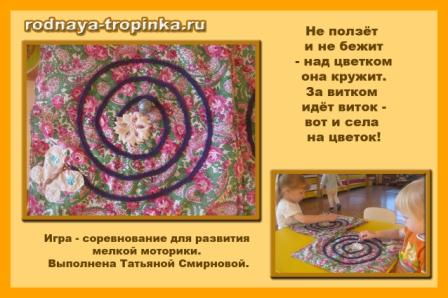 rodnaya-tropinka.ru
Не ползёт
и не бежит
- над цветком
она кружит.
За витком
идёт виток -
вот и села
на цветок!
Игра - соревнование для развития
мелкой моторики.
Выполнена Татьяной Смирновой.